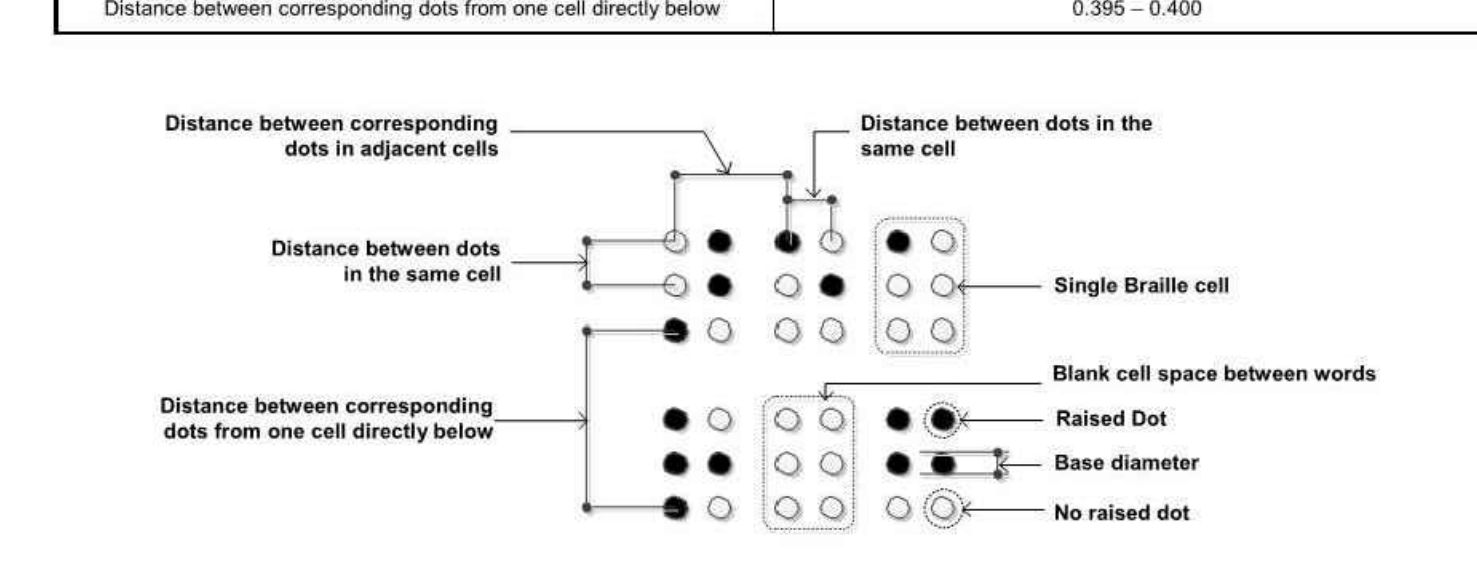 Distance between corresponding dots from one cell directly below 0.395 – 0.400
Distance between corresponding
dots in adjacent cells
Distance between dots in the
same cell
Distance between dots
in the same cell
Single Braille cell
Blank cell space between words
Distance between corresponding
dots from one cell directly below
Raised Dot
Base diameter
No raised dot